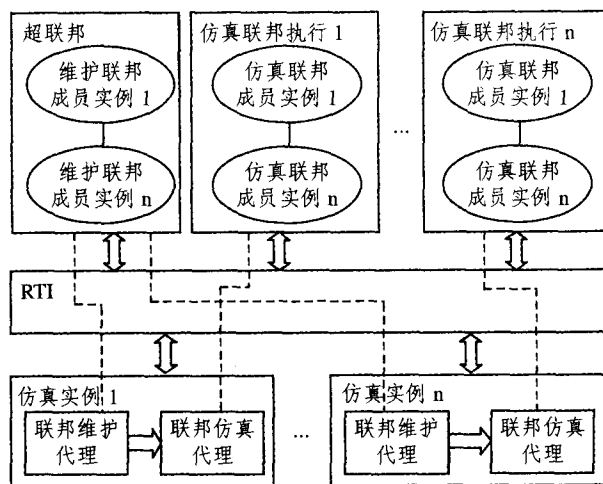 超联邦
维护联邦
成员实例 1
维护联邦
成员实例 n
仿真联邦执行 1
仿真联邦
成员实例 1
仿真联邦
成员实例 n
...
仿真联邦执行 n
仿真联邦
成员实例 1
仿真联邦
成员实例 n
RTI
仿真实例 1
联邦维护
代理
联邦仿真
代理
...
仿真实例 n
联邦维护
代理
联邦仿真
代理